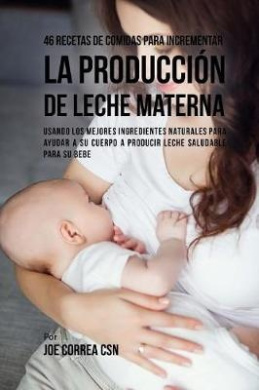 46 RECETAS DE COMIDAS PARA INCREMENTAR
LA PRODUCCIÓN
DE LECHE MATERNA
USANDO LOS MEJORES INGREDIENTES NATURALES PARA
AYUDAR A SU CUERPO A PRODUCIR LECHE SALUDABLE
PARA SU BEBE
Por
JOE CORREA CSN